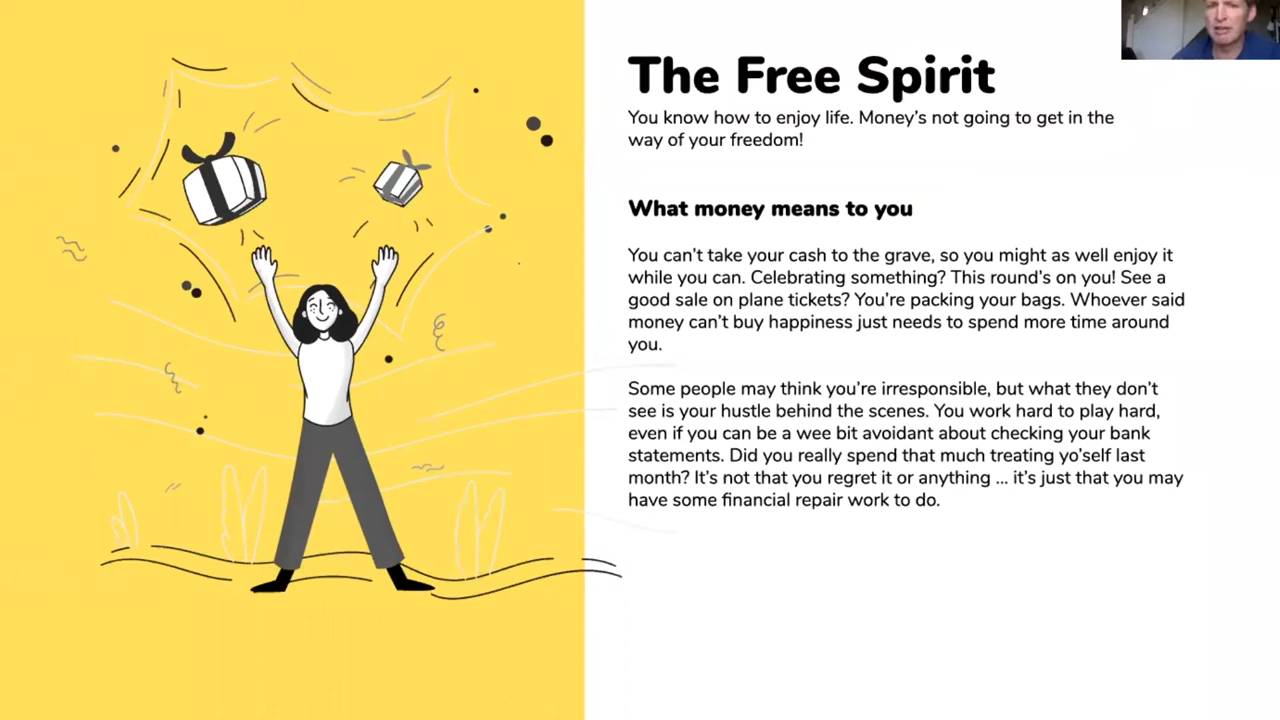 The Free Spirit
You know how to enjoy life. Money’s not going to get in the
way of your freedom!
What money means to you
You can’t take your cash to the grave, so you might as well enjoy it
while you can. Celebrating something? This round’s on you! See a
good sale on plane tickets? You’re packing your bags. Whoever said
money can’t buy happiness just needs to spend more time around
you.
Some people may think you’re irresponsible, but what they don’t
see is your hustle behind the scenes. You work hard to play hard,
even if you can be a wee bit avoidant about checking your bank
statements. Did you really spend that much treating yo’self last
month? It’s not that you regret it or anything ... it’s just that you may
have some financial repair work to do.